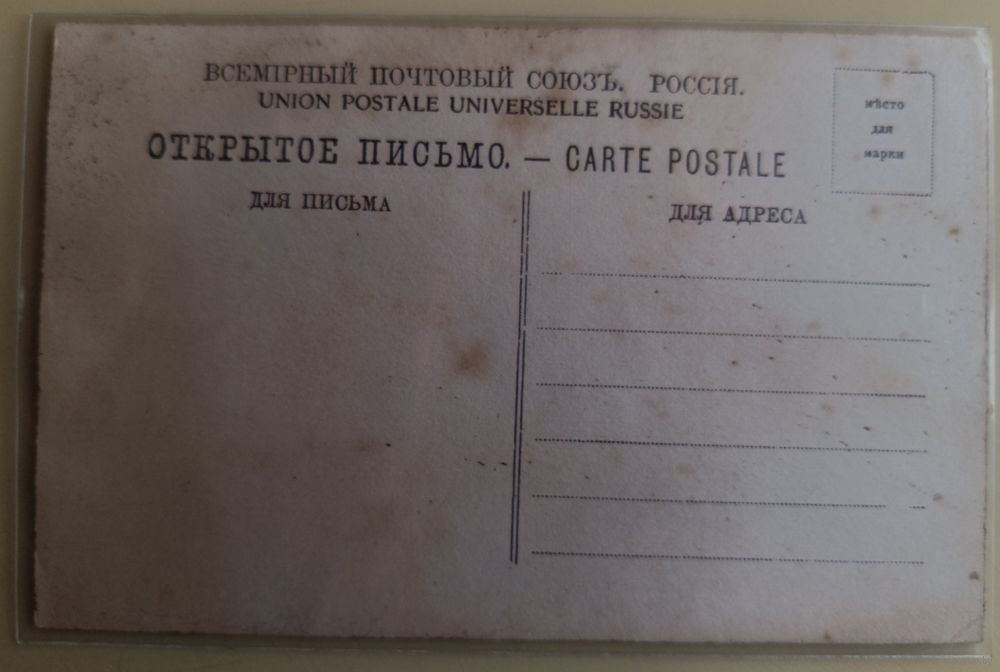 ВСЕМІРНЫЙ ПОЧТОВЫЙ СОЮЗЪ. РОССІЯ.
UNION POSTALE UNIVERSELLE RUSSIE
ОТКРЫТОЕ ПИСЬМО. — CARTE POSTALE
мѣсто
для
марки
ДЛЯ ПИСЬМА
ДЛЯ АДРЕСА